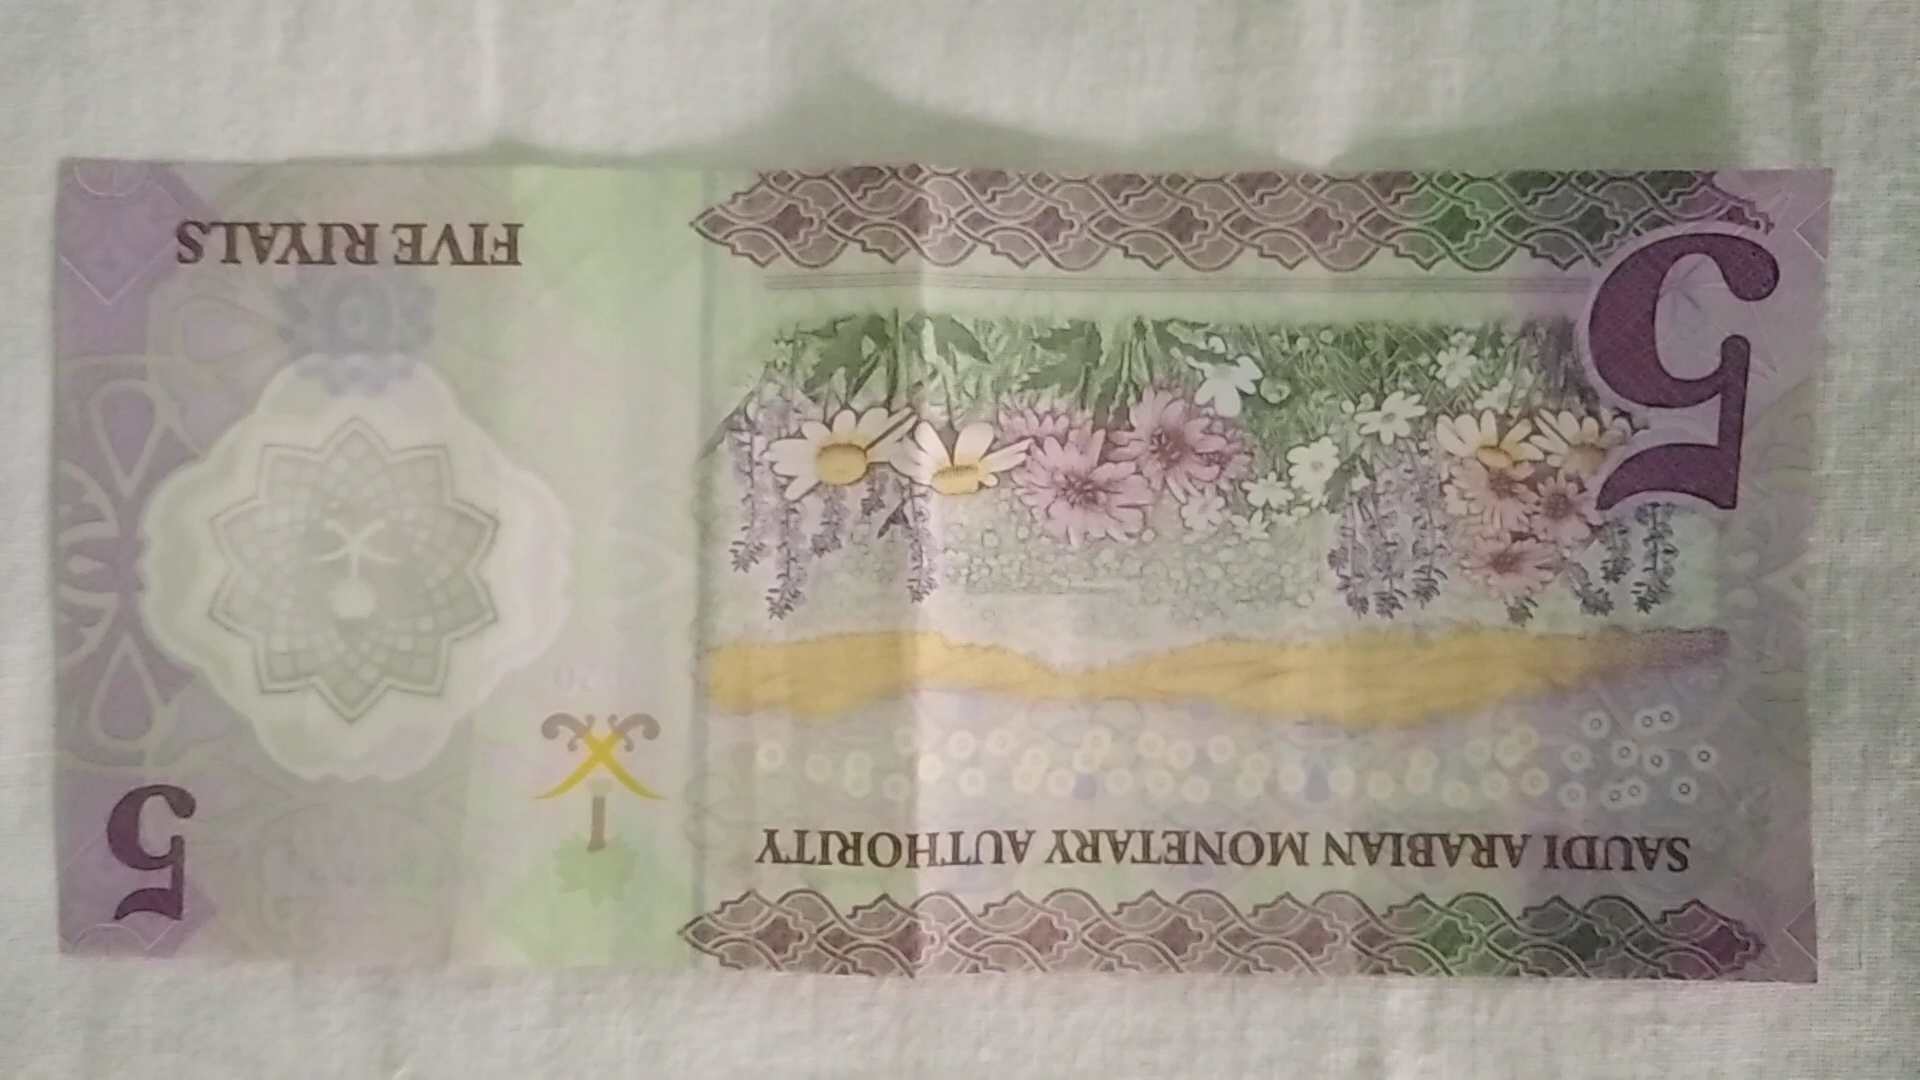 SAUDI ARABIAN MONETARY AUTHORITY
5
5
FIVE RIYALS